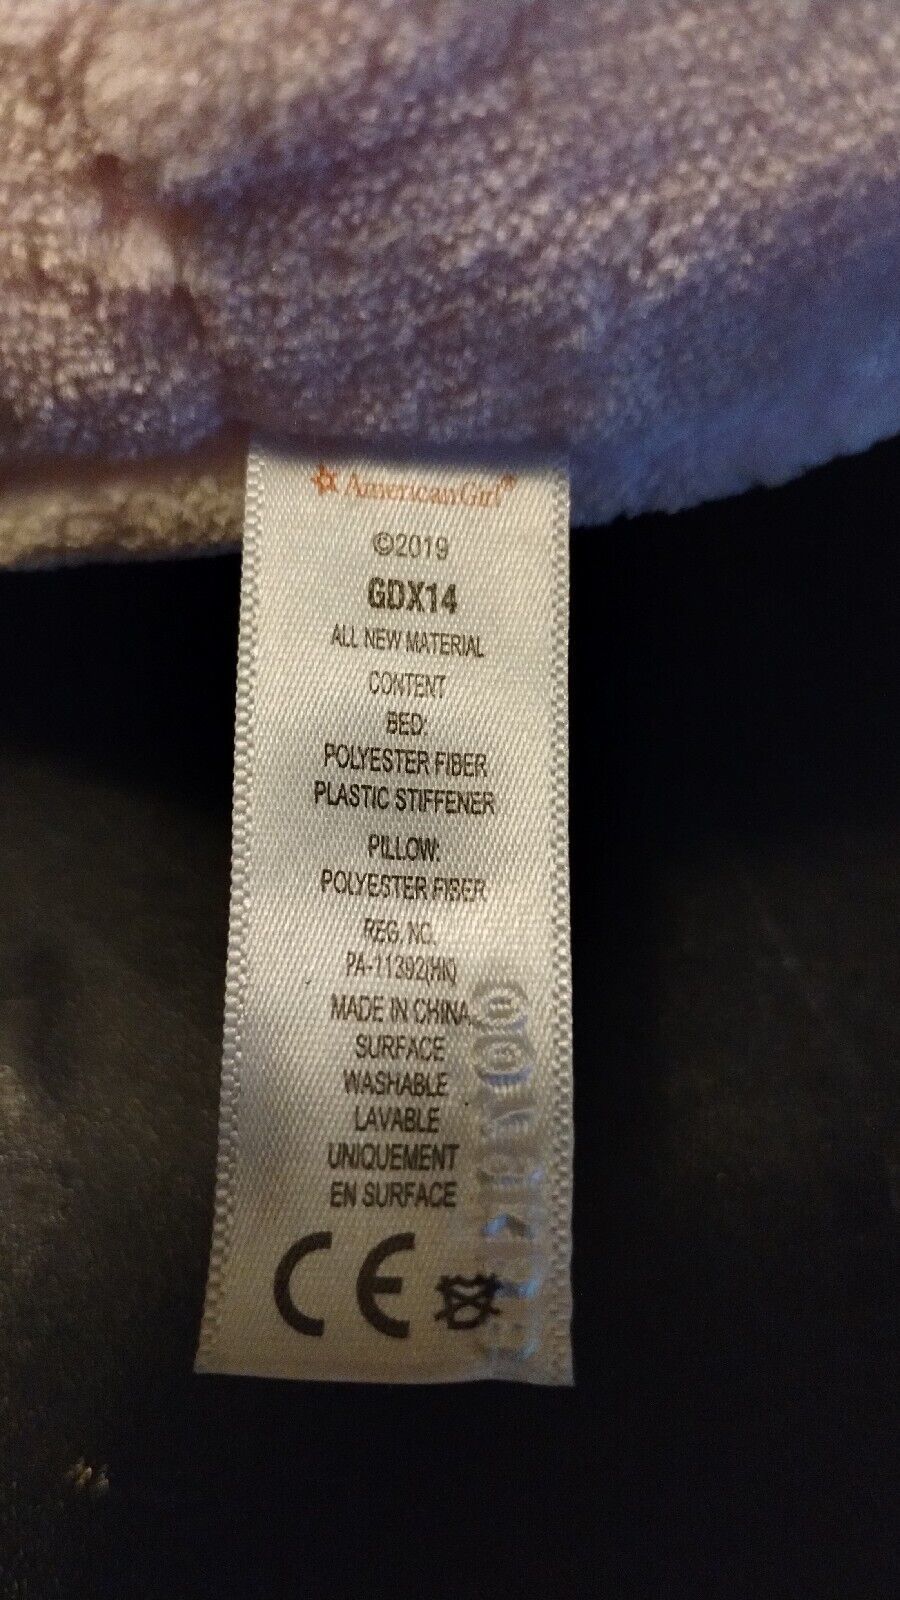 AmericanGirl®
©2019
GDX14
ALL NEW MATERIAL
CONTENT
BED:
POLYESTER FIBER
PLASTIC STIFFENER
PILLOW:
POLYESTER FIBER
REG. NO.
PA-11392(HK)
MADE IN CHINA
SURFACE
WASHABLE
LAVABLE
UNIQUEMENT
EN SURFACE
CE